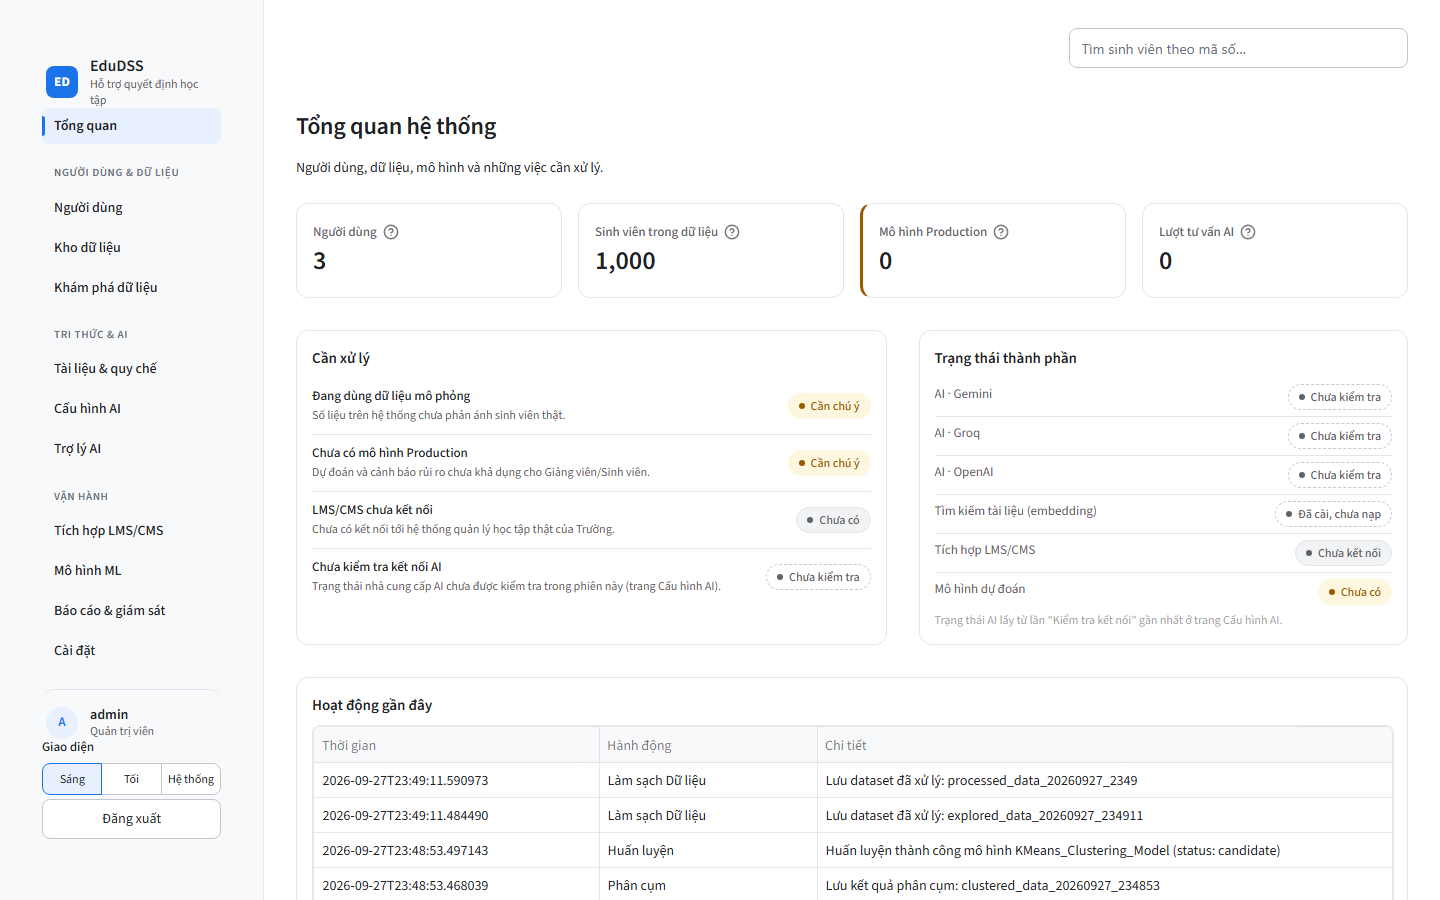 ED
EduDSS
Hỗ trợ quyết định học
tập
Tổng quan
NGƯỜI DÙNG & DỮ LIỆU
Người dùng
Kho dữ liệu
Khám phá dữ liệu
TRI THỨC & AI
Tài liệu & quy chế
Cấu hình AI
Trợ lý AI
VẬN HÀNH
Tích hợp LMS/CMS
Mô hình ML
Báo cáo & giám sát
Cài đặt
A
admin
Quản trị viên
Giao diện
Sáng Tối Hệ thống
Đăng xuất
Tìm sinh viên theo mã số...
Tổng quan hệ thống
Người dùng, dữ liệu, mô hình và những việc cần xử lý.
Người dùng ?
3
Sinh viên trong dữ liệu ?
1,000
Mô hình Production ?
0
Lượt tư vấn AI ?
0
Cần xử lý
Đang dùng dữ liệu mô phỏng
Số liệu trên hệ thống chưa phản ánh sinh viên thật.
Cần chú ý
Chưa có mô hình Production
Dự đoán và cảnh báo rủi ro chưa khả dụng cho Giảng viên/Sinh viên.
Cần chú ý
LMS/CMS chưa kết nối
Chưa có kết nối tới hệ thống quản lý học tập thật của Trường.
Chưa có
Chưa kiểm tra kết nối AI
Trạng thái nhà cung cấp AI chưa được kiểm tra trong phiên này (trang Cấu hình AI).
Chưa kiểm tra
Trạng thái thành phần
AI · Gemini Chưa kiểm tra
AI · Groq Chưa kiểm tra
AI · OpenAI Chưa kiểm tra
Tìm kiếm tài liệu (embedding) Đã cài, chưa nạp
Tích hợp LMS/CMS Chưa kết nối
Mô hình dự đoán Chưa có
Trạng thái AI lấy từ lần "Kiểm tra kết nối" gần nhất ở trang Cấu hình AI.
Hoạt động gần đây
Thời gian Hành động Chi tiết
2026-09-27T23:49:11.590973 Làm sạch Dữ liệu Lưu dataset đã xử lý: processed_data_20260927_2349
2026-09-27T23:49:11.484490 Làm sạch Dữ liệu Lưu dataset đã xử lý: explored_data_20260927_234911
2026-09-27T23:48:53.497143 Huấn luyện Huấn luyện thành công mô hình KMeans_Clustering_Model (status: candidate)
2026-09-27T23:48:53.468039 Phân cụm Lưu kết quả phân cụm: clustered_data_20260927_234853